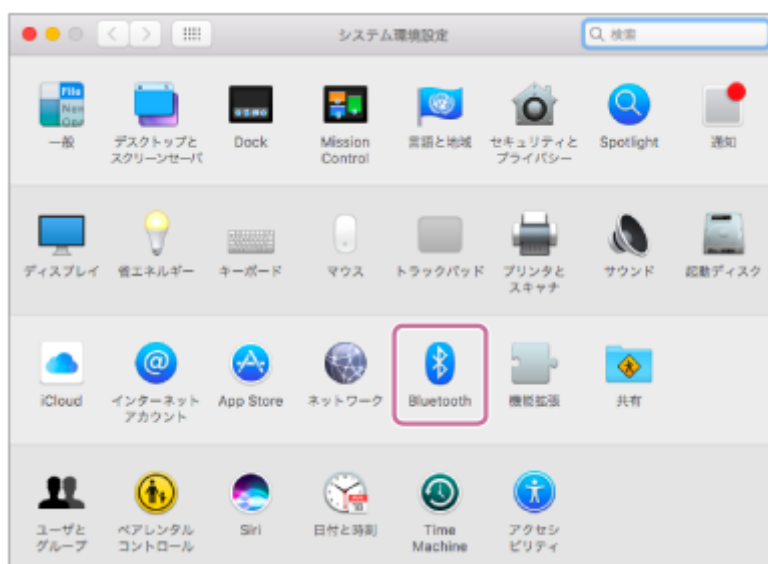 システム環境設定
検索
File
New
Ope
一般
デスクトップと
スクリーンセーバ
Dock
Mission
Control
言語と地域
セキュリティと
プライバシー
Spotlight
通知
ディスプレイ
省エネルギー
キーボード
マウス
トラックパッド
プリンタと
スキャナ
サウンド
起動ディスク
iCloud
インターネット
アカウント
App Store
ネットワーク
Bluetooth
機能拡張
共有
ユーザと
グループ
ペアレンタル
コントロール
Siri
日付と時刻
Time
Machine
アクセシ
ビリティ